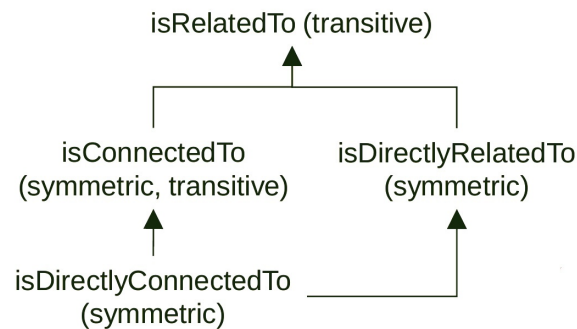 isRelatedTo (transitive)
isConnectedTo
(symmetric, transitive)
isDirectlyRelatedTo
(symmetric)
isDirectlyConnectedTo
(symmetric)